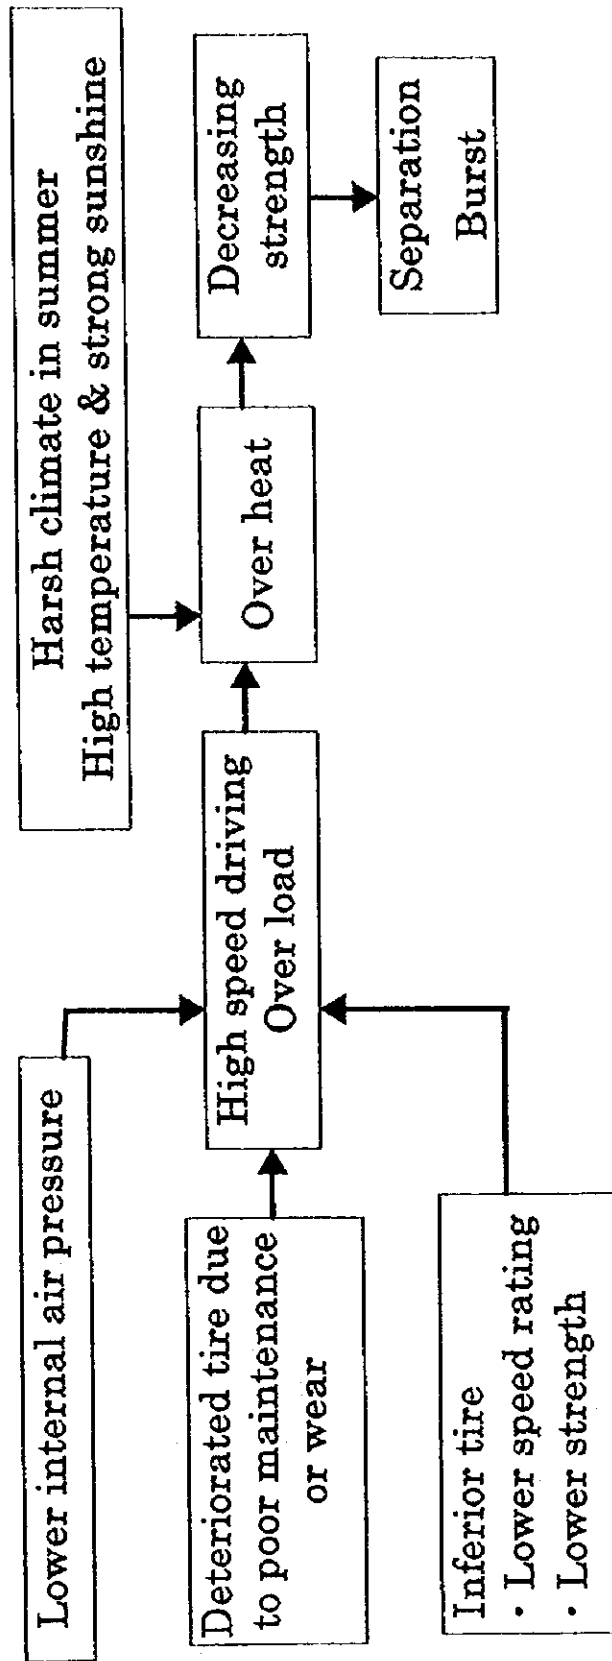 Harsh climate in summer
High temperature & strong sunshine
Lower internal air pressure
Deteriorated tire due
to poor maintenance
or wear
High speed driving
Over load
Over heat
Decreasing
strength
Inferior tire
· Lower speed rating
· Lower strength
Separation
Burst